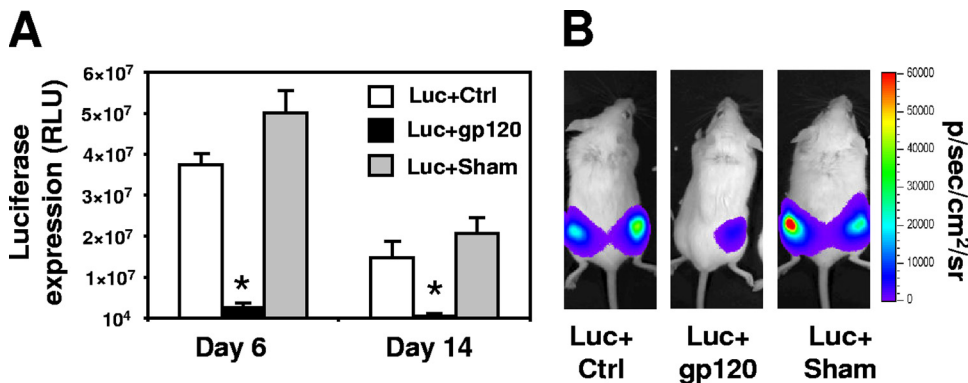 A
Luciferase
expression (RLU)
6×10⁷
5×10⁷
4×10⁷
3×10⁷
2×10⁷
1×10⁷
10⁴
Luc+Ctrl
Luc+gp120
Luc+Sham
*
*
Day 6
Day 14
B
Luc+
Ctrl
Luc+
gp120
Luc+
Sham
60000
50000
40000
30000
20000
10000
0
p/sec/cm²/sr